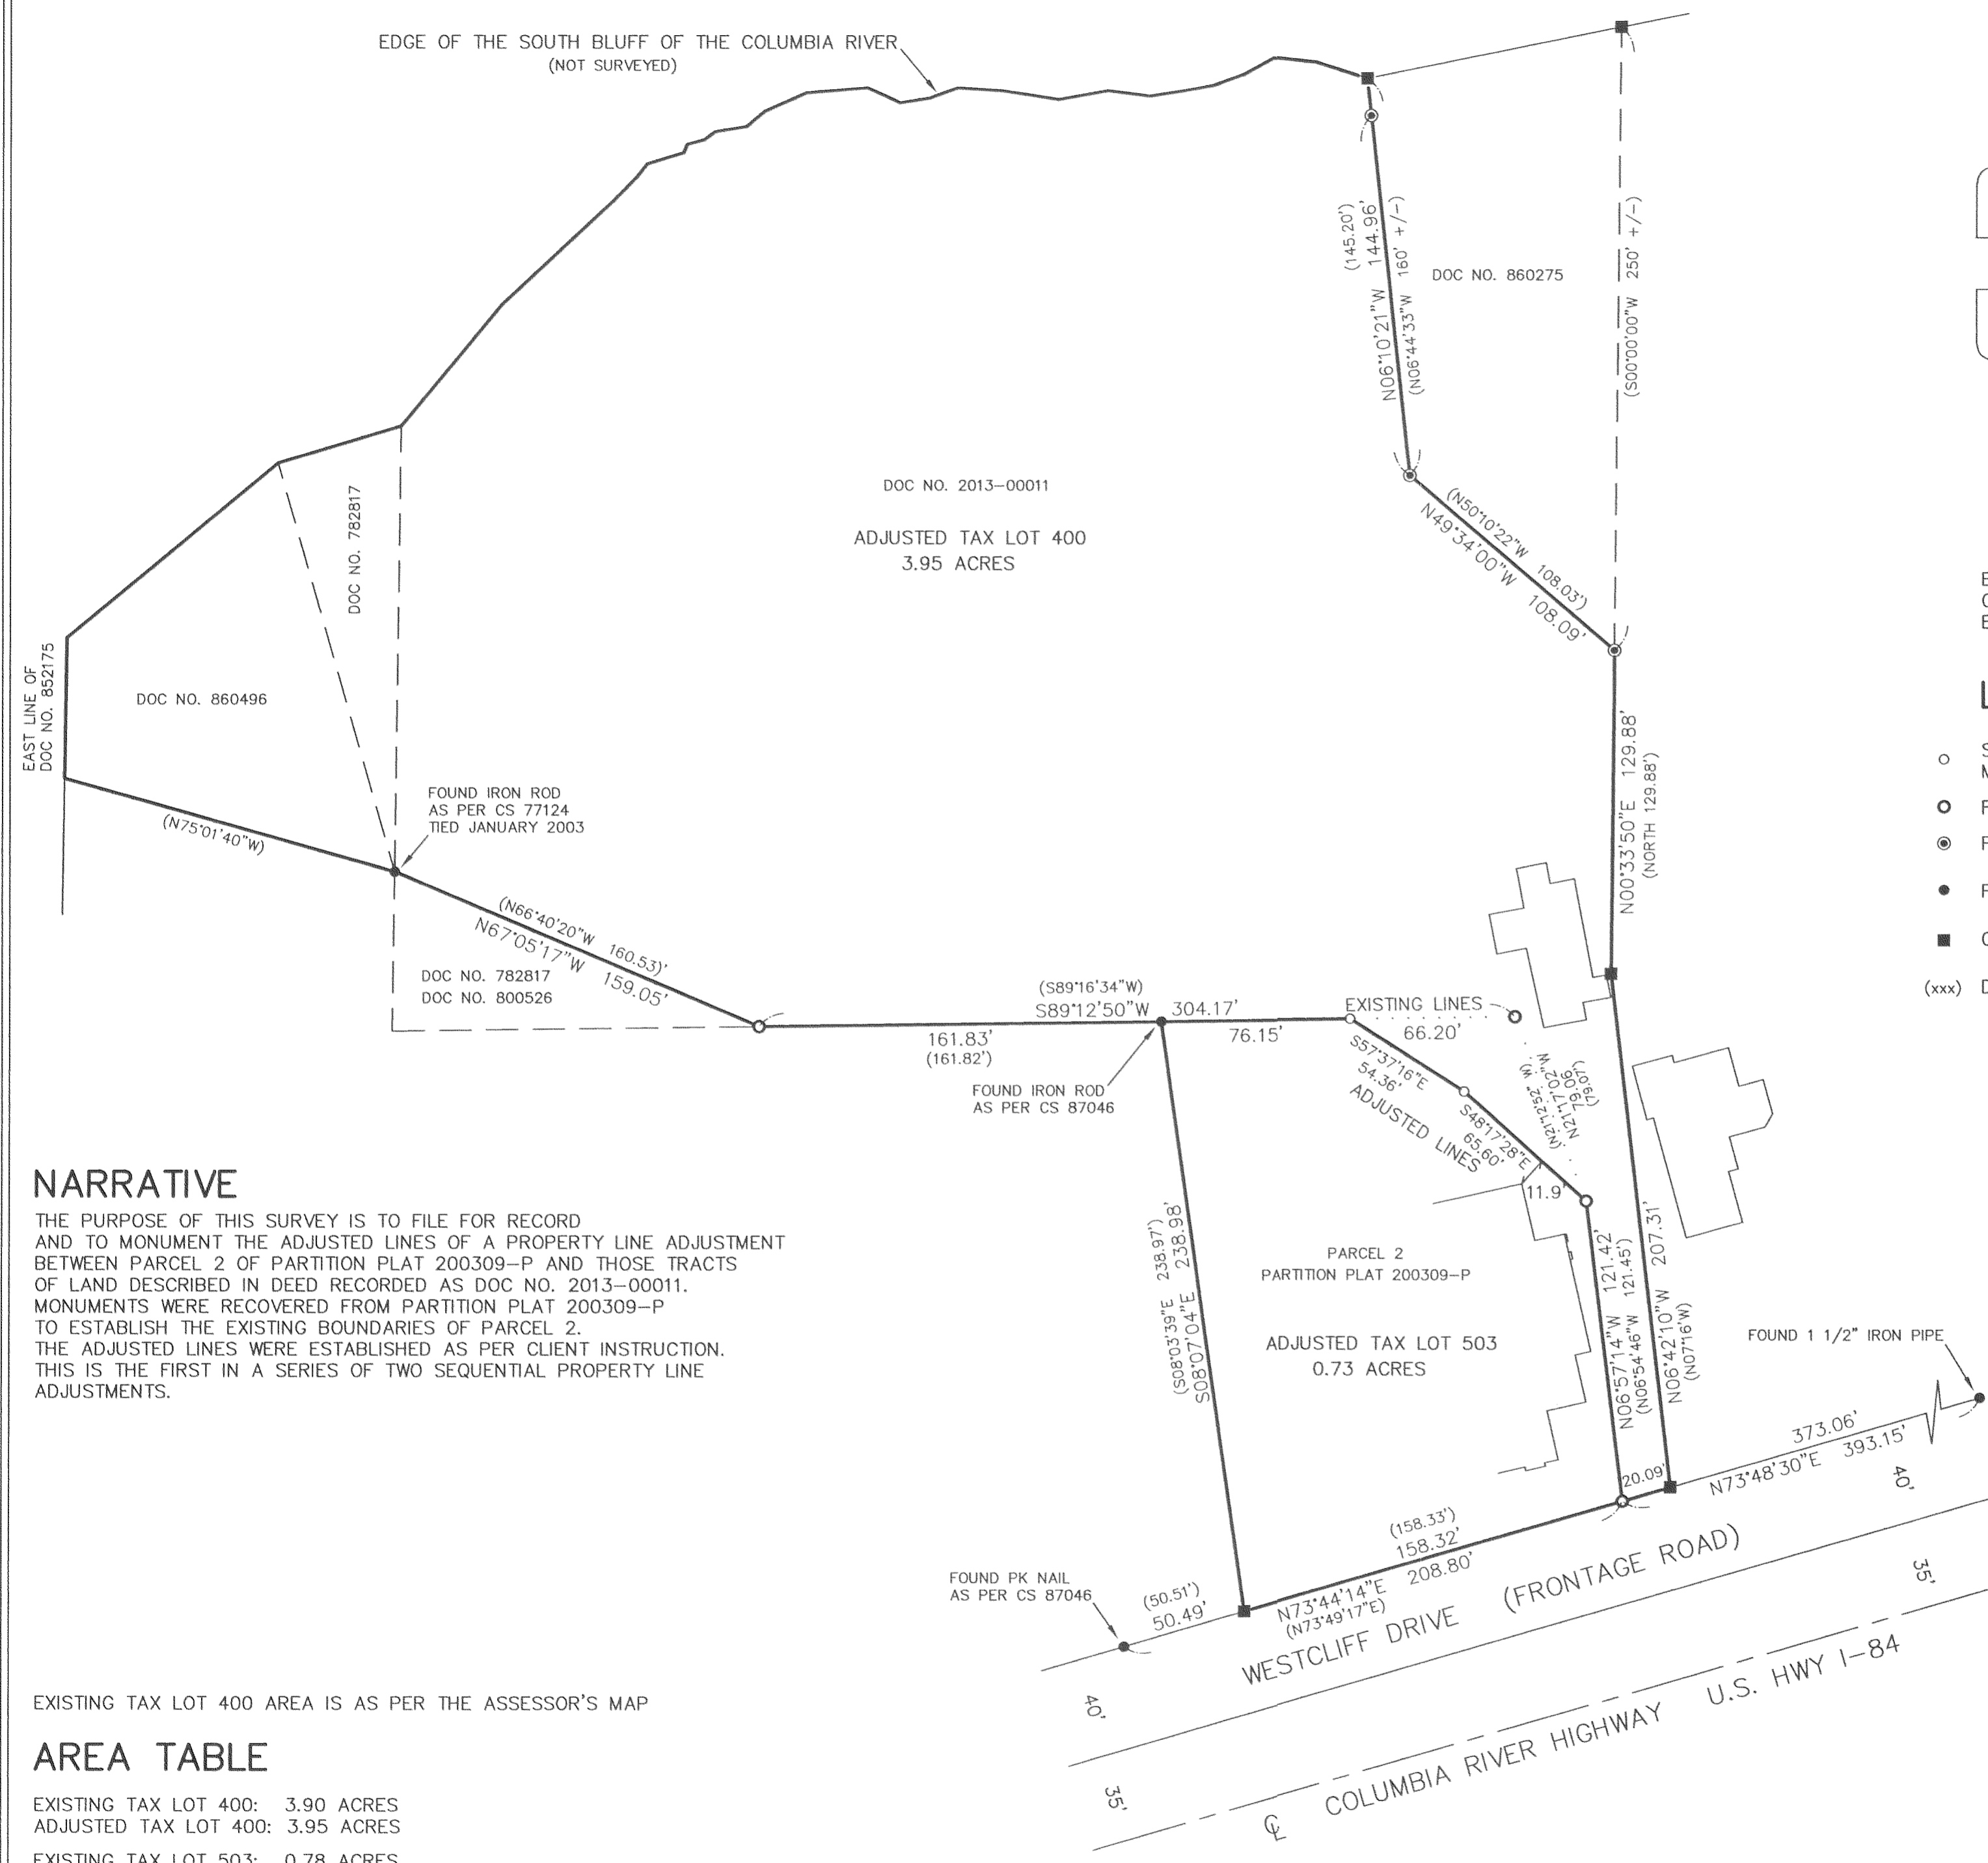 EDGE OF THE SOUTH BLUFF OF THE COLUMBIA RIVER
(NOT SURVEYED)
(145.20')
144.96'
N06°10'21"W
(N06°44'33"W 160' +/-)
DOC NO. 860275
(S00°00'00"W 250' +/-)
DOC NO. 2013-00011
ADJUSTED TAX LOT 400
3.95 ACRES
(N50°10'22"W 108.03')
N49°34'00"W 108.09'
DOC NO. 782817
EAST LINE OF
DOC NO. 852175
DOC NO. 860496
N00°33'50"E 129.88'
(NORTH 129.88')
(N75°01'40"W)
FOUND IRON ROD
AS PER CS 77124
TIED JANUARY 2003
(N66°40'20"W 160.53)'
N67°05'17"W 159.05'
DOC NO. 782817
DOC NO. 800526
(S89°16'34"W)
S89°12'50"W 304.17'
161.83'
(161.82')
76.15'
EXISTING LINES
66.20'
FOUND IRON ROD
AS PER CS 87046
S57°37'16"E
54.36'
ADJUSTED LINES
S48°17'28"E
65.60'
11.9'
(N21°12'52" W)
N21°17'02"W
79.06
(79.07')
(xxx)
NARRATIVE
THE PURPOSE OF THIS SURVEY IS TO FILE FOR RECORD
AND TO MONUMENT THE ADJUSTED LINES OF A PROPERTY LINE ADJUSTMENT
BETWEEN PARCEL 2 OF PARTITION PLAT 200309-P AND THOSE TRACTS
OF LAND DESCRIBED IN DEED RECORDED AS DOC NO. 2013-00011.
MONUMENTS WERE RECOVERED FROM PARTITION PLAT 200309-P
TO ESTABLISH THE EXISTING BOUNDARIES OF PARCEL 2.
THE ADJUSTED LINES WERE ESTABLISHED AS PER CLIENT INSTRUCTION.
THIS IS THE FIRST IN A SERIES OF TWO SEQUENTIAL PROPERTY LINE
ADJUSTMENTS.
(S08°03'39"E 238.97')
S08°07'04"E 238.98'
PARCEL 2
PARTITION PLAT 200309-P
ADJUSTED TAX LOT 503
0.73 ACRES
N06°57'14"W 121.42'
(N06°54'46"W 121.45')
N06°42'10"W 207.31'
(N07°16'W)
FOUND 1 1/2" IRON PIPE
373.06'
N73°48'30"E 393.15'
20.09'
40'
(158.33')
158.32'
N73°44'14"E 208.80'
(N73°49'17"E)
FOUND PK NAIL
AS PER CS 87046
(50.51')
50.49'
WESTCLIFF DRIVE (FRONTAGE ROAD)
35'
40'
COLUMBIA RIVER HIGHWAY U.S. HWY I-84
35'
EXISTING TAX LOT 400 AREA IS AS PER THE ASSESSOR'S MAP
AREA TABLE
EXISTING TAX LOT 400: 3.90 ACRES
ADJUSTED TAX LOT 400: 3.95 ACRES
EXISTING TAX LOT 503: 0.78 ACRES